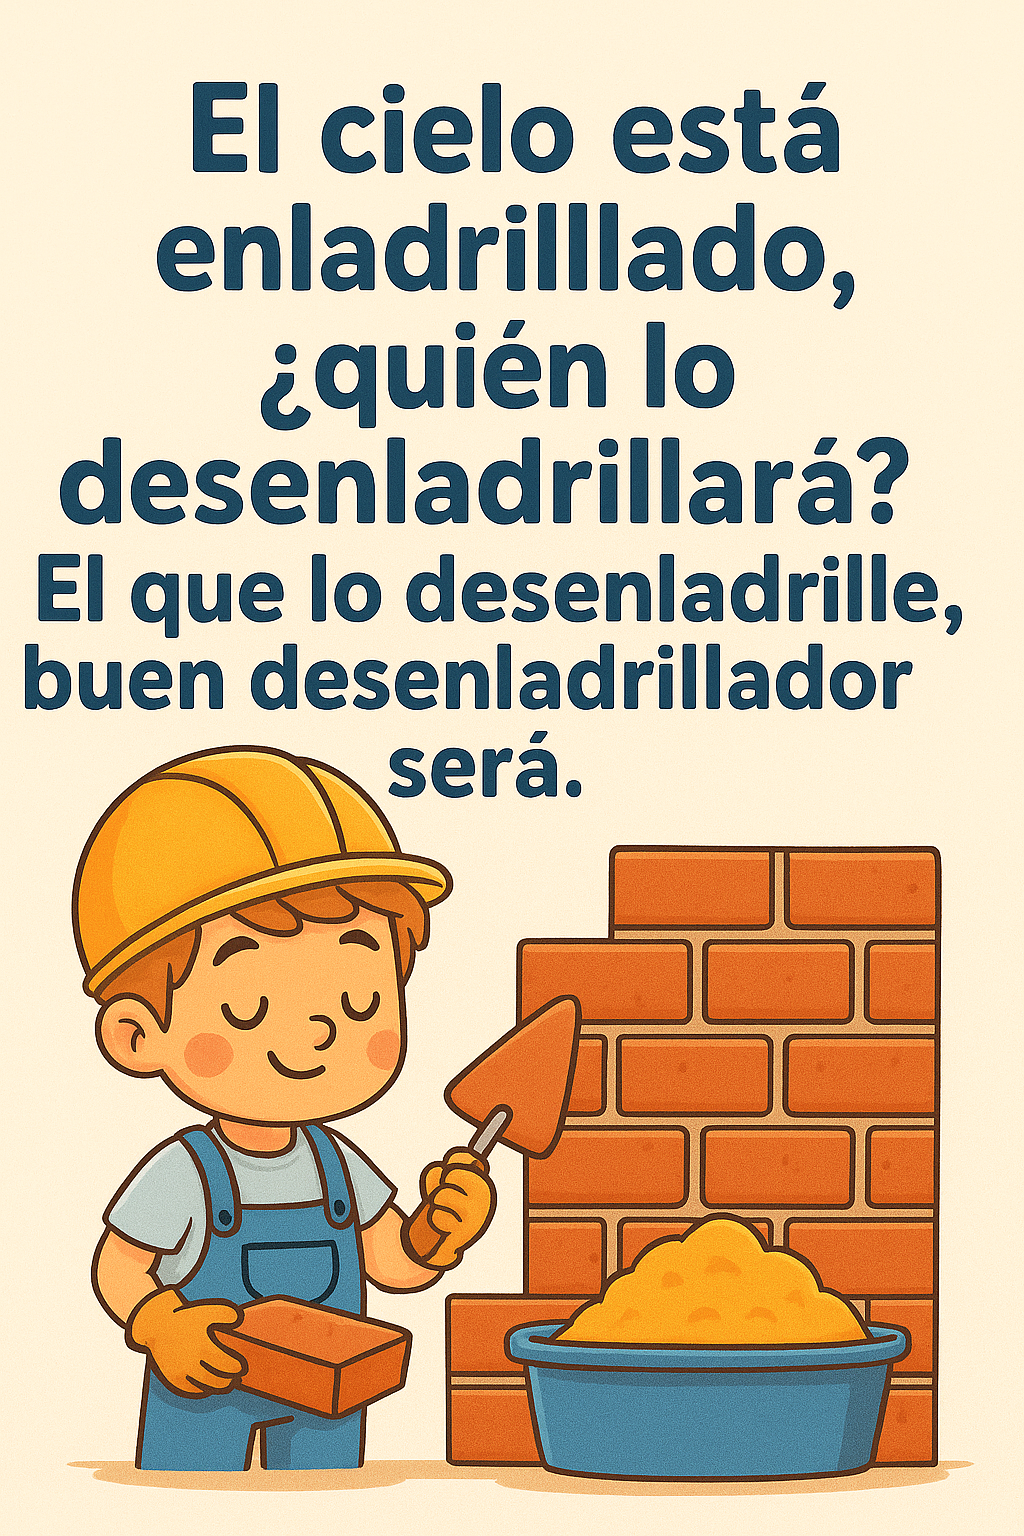 El cielo está
enladrilllado,
¿quién lo
desenladrillará?
El que lo desenladrille,
buen desenladrillador
será.